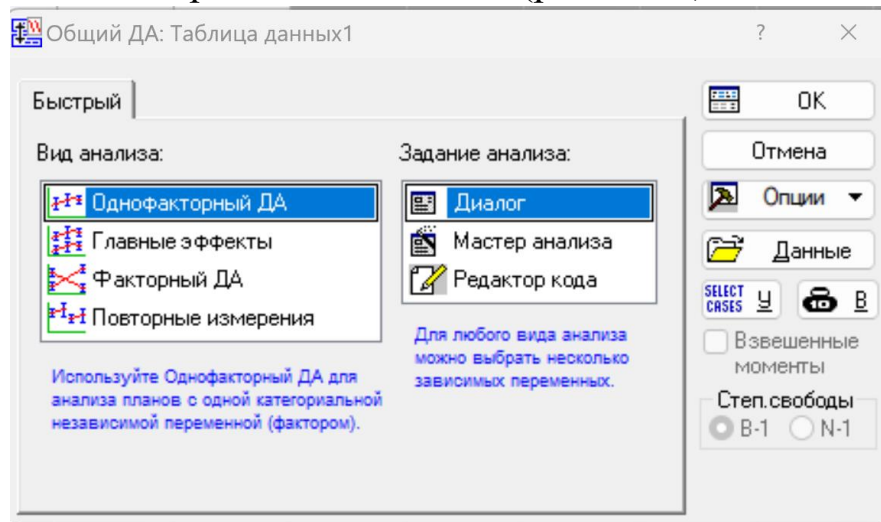 Общий ДА: Таблица данных1
?
Быстрый
Вид анализа:
Однофакторный ДА
Главные эффекты
Факторный ДА
Повторные измерения
Используйте Однофакторный ДА для
анализа планов с одной категориальной
независимой переменной (фактором).
Задание анализа:
Диалог
Мастер анализа
Редактор кода
Для любого вида анализа
можно выбрать несколько
зависимых переменных.
ОК
Отмена
Опции
Данные
SELECT
CASES
У
В
Взвешенные
моменты
Степ.свободы
В-1
N-1